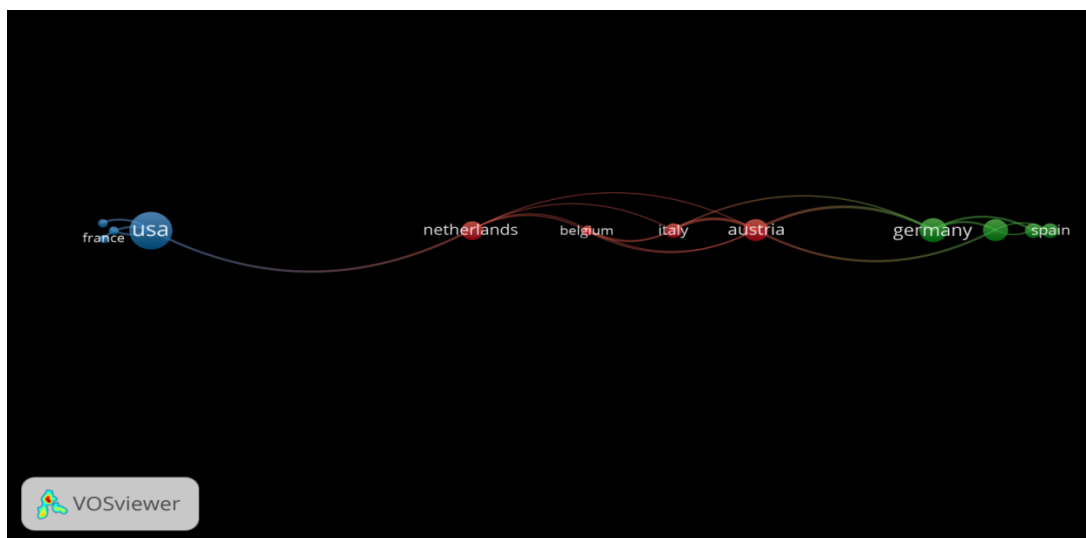 usa
france
netherlands
belgium
italy
austria
germany
spain
VOSviewer